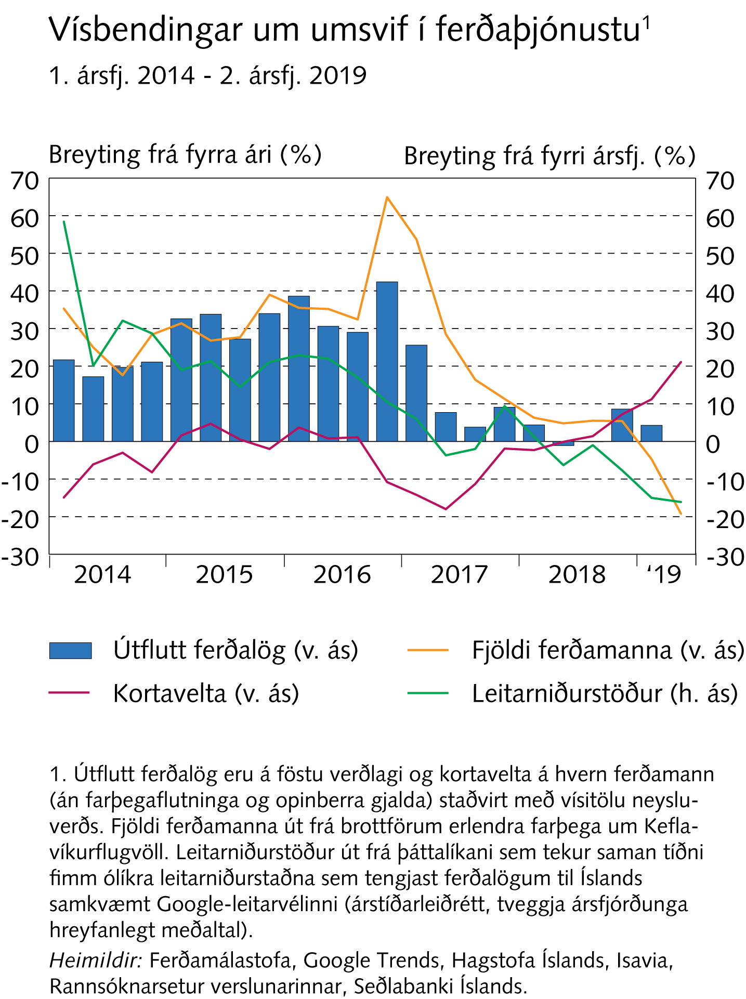 Vísbendingar um umsvif í ferðaþjónustu¹
1. ársfj. 2014 - 2. ársfj. 2019
Breyting frá fyrra ári (%) Breyting frá fyrri ársfj. (%)
70 70
60 60
50 50
40 40
30 30
20 20
10 10
0 0
-10 -10
-20 -20
-30 -30
2014 2015 2016 2017 2018 ‘19
Útflutt ferðalög (v. ás) Fjöldi ferðamanna (v. ás)
Kortavelta (v. ás) Leitarniðurstöður (h. ás)
1. Útflutt ferðalög eru á föstu verðlagi og kortavelta á hvern ferðamann
(án farþegaflutninga og opinberra gjalda) staðvirt með vísitölu neyslu-
verðs. Fjöldi ferðamanna út frá brottförum erlendra farþega um Kefla-
víkurflugvöll. Leitarniðurstöður út frá þáttalíkani sem tekur saman tíðni
fimm ólíkra leitarniðurstaðna sem tengjast ferðalögum til Íslands
samkvæmt Google-leitarvélinni (árstíðarleiðrétt, tveggja ársfjórðunga
hreyfanlegt meðaltal).
Heimildir: Ferðamálastofa, Google Trends, Hagstofa Íslands, Isavia,
Rannsóknarsetur verslunarinnar, Seðlabanki Íslands.